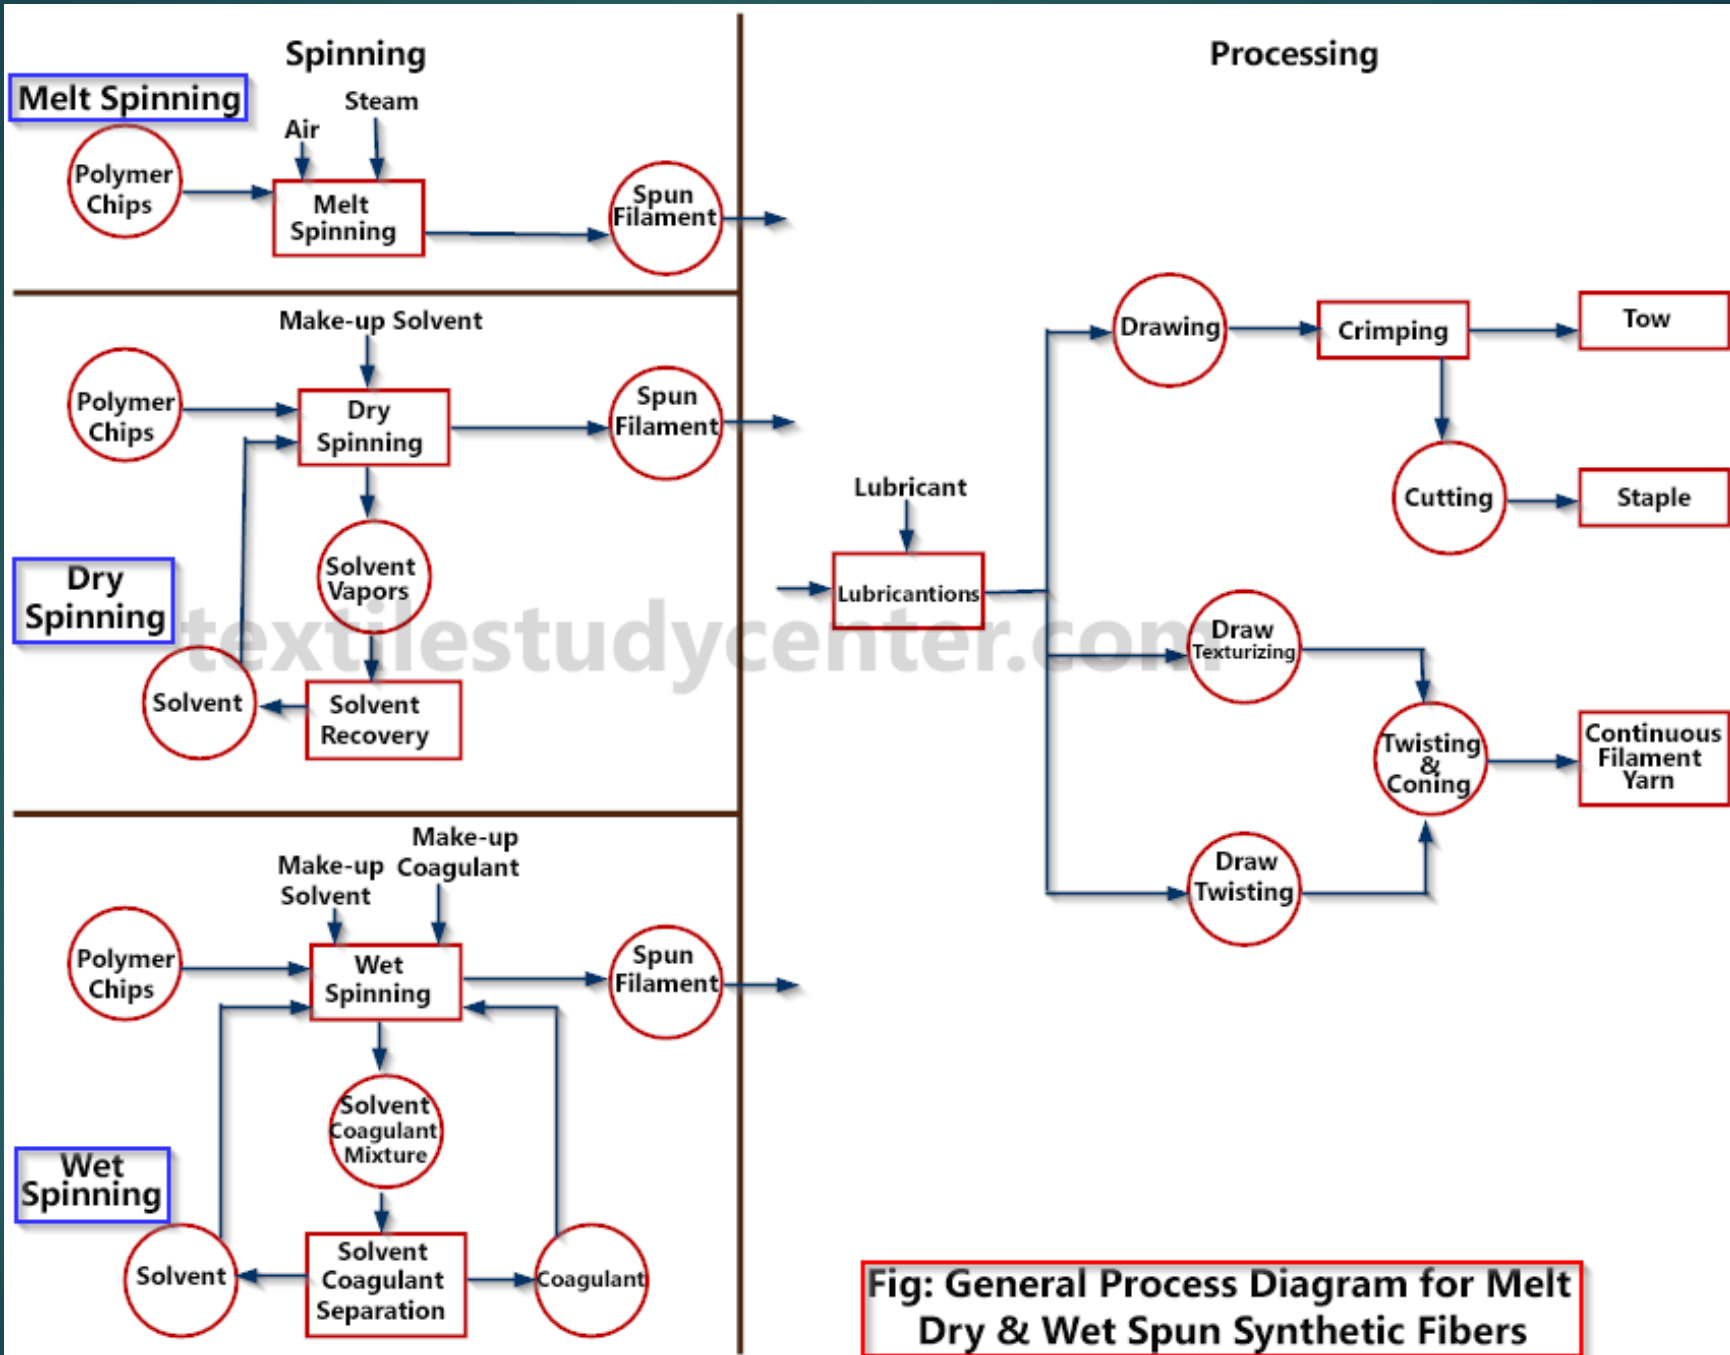 Spinning
Processing
Melt Spinning
Steam
Air
Polymer
Chips
Melt
Spinning
Spun
Filament
Make-up Solvent
Polymer
Chips
Dry
Spinning
Spun
Filament
Solvent
Vapors
Dry
Spinning
Solvent
Solvent
Recovery
Make-up
Coagulant
Make-up
Solvent
Polymer
Chips
Wet
Spinning
Spun
Filament
Solvent
Coagulant
Mixture
Wet
Spinning
Solvent
Solvent
Coagulant
Separation
Coagulant
Lubricant
Lubricantions
Drawing
Crimping
Tow
Cutting
Staple
Draw
Texturizing
Twisting
&
Coning
Continuous
Filament
Yarn
Draw
Twisting
textilestudycenter.com
Fig: General Process Diagram for Melt
Dry & Wet Spun Synthetic Fibers